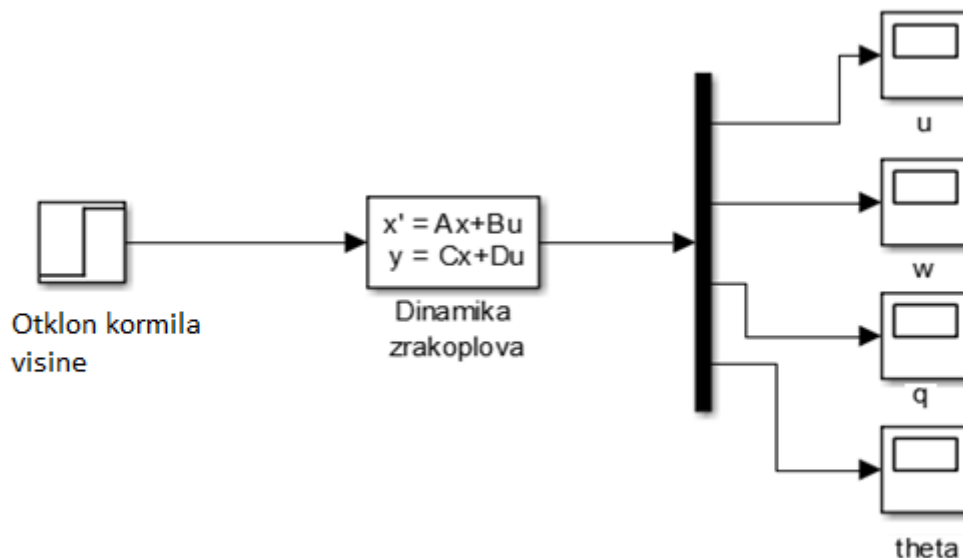 Otklon kormila
visine
x' = Ax+Bu
y = Cx+Du
Dinamika
zrakoplova
u
w
q
theta